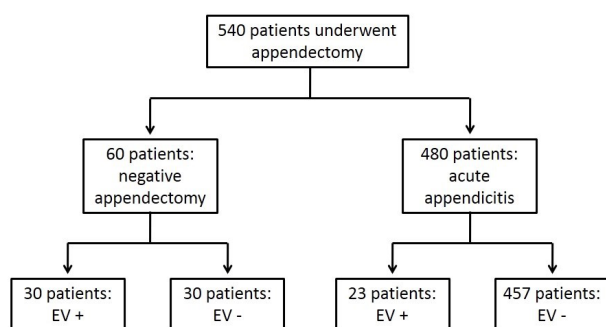 540 patients underwent
appendectomy
60 patients:
negative
appendectomy
480 patients:
acute
appendicitis
30 patients:
EV +
30 patients:
EV -
23 patients:
EV +
457 patients:
EV -